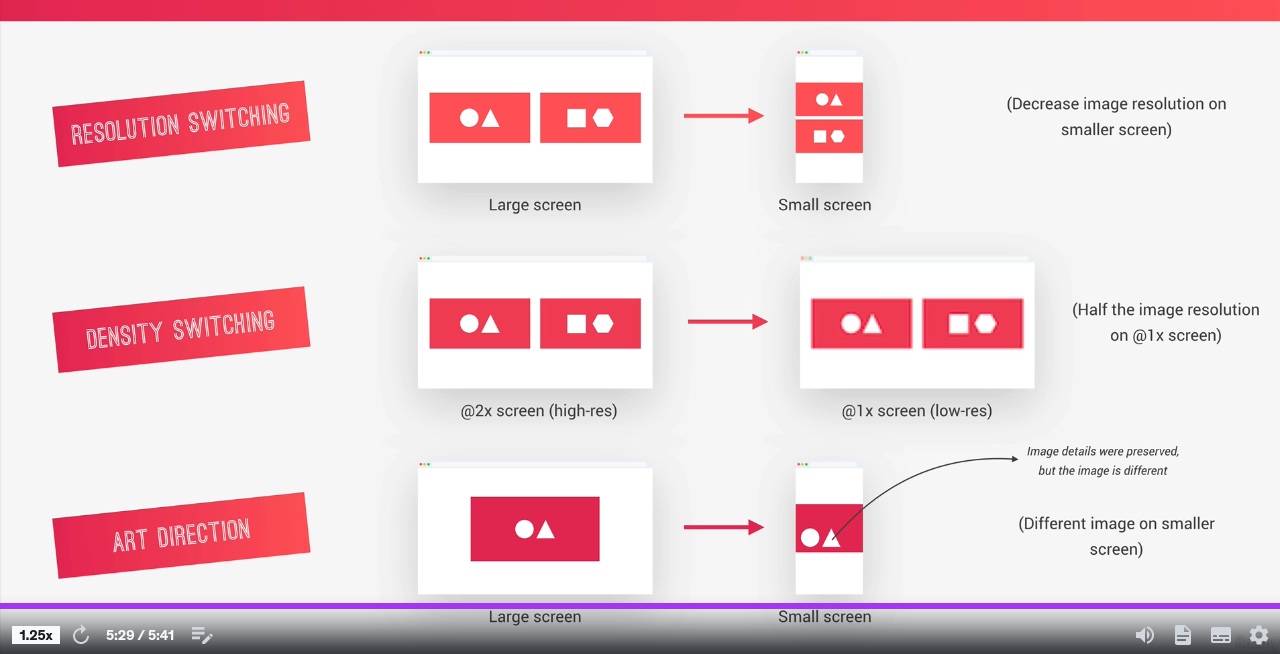 RESOLUTION SWITCHING
Large screen
Small screen
(Decrease image resolution on
smaller screen)
DENSITY SWITCHING
@2x screen (high-res)
@1x screen (low-res)
(Half the image resolution
on @1x screen)
ART DIRECTION
Large screen
Small screen
Image details were preserved,
but the image is different
(Different image on smaller
screen)
1.25x
5:29 / 5:41